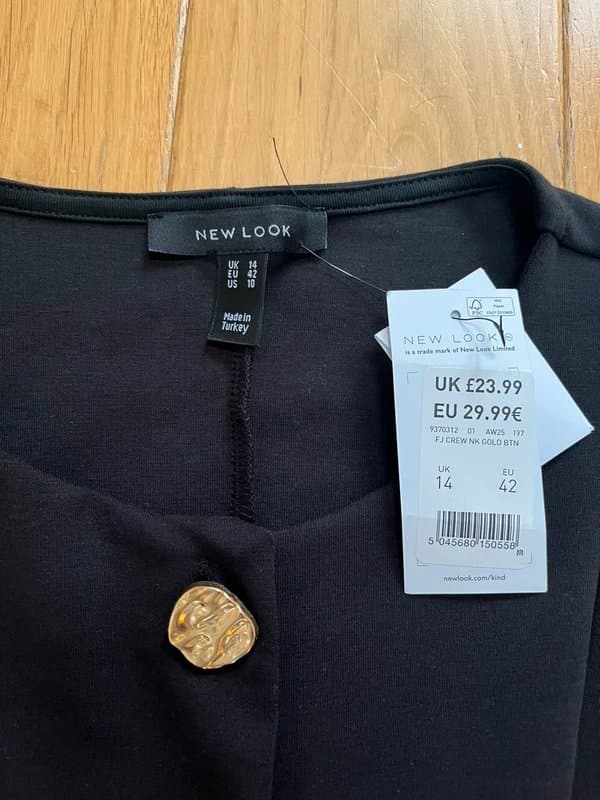 NEW LOOK
UK 14
EU 42
US 10
Made in
Turkey
FSC
NEW LOOK
is a trade mark of New Look Limited
UK £23.99
EU 29.99€
9370312 01 AW25 197
FJ CREW NK GOLD BTN
UK EU
14 42
5 045680 150558
newlook.com/kind